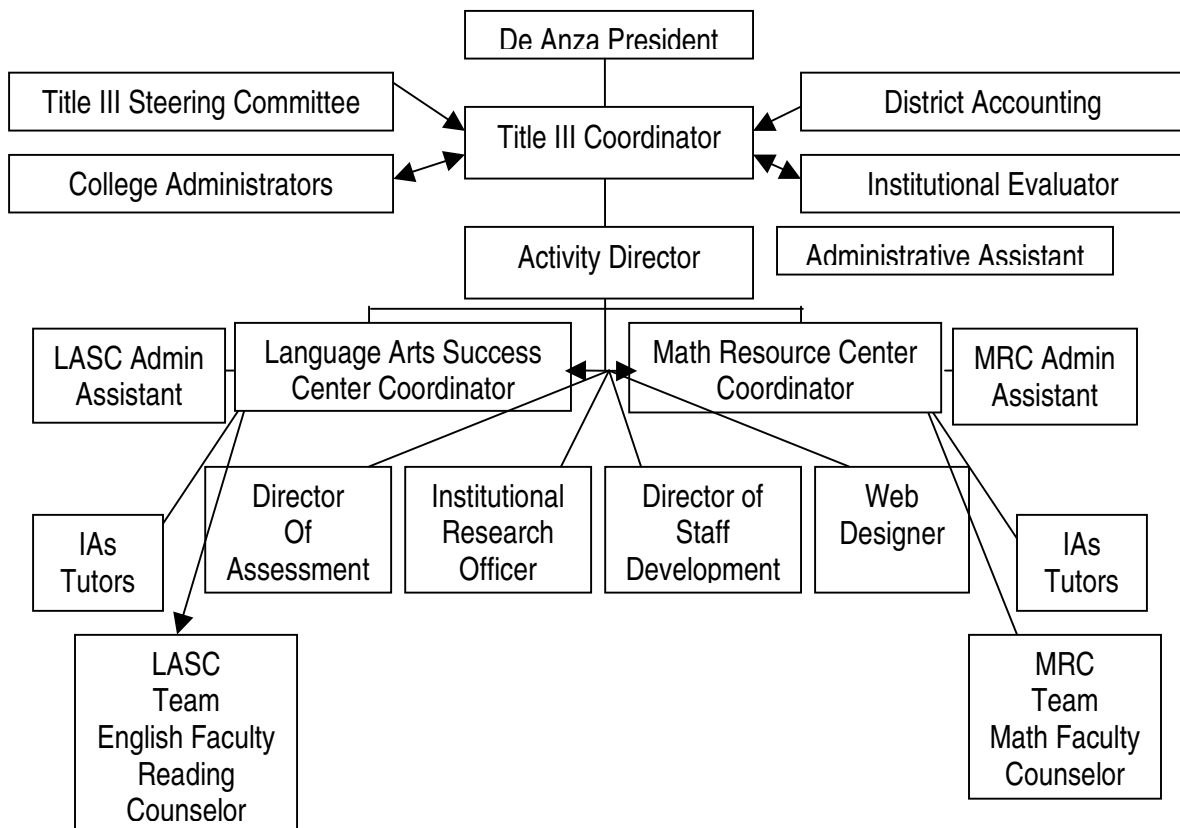 De Anza President
Title III Steering Committee
District Accounting
Title III Coordinator
College Administrators
Institutional Evaluator
Activity Director
Administrative Assistant
LASC Admin
Assistant
Language Arts Success
Center Coordinator
Math Resource Center
Coordinator
MRC Admin
Assistant
Director
Of
Assessment
Institutional
Research
Officer
Director of
Staff
Development
Web
Designer
IAs
Tutors
IAs
Tutors
LASC
Team
English Faculty
Reading
Counselor
MRC
Team
Math Faculty
Counselor